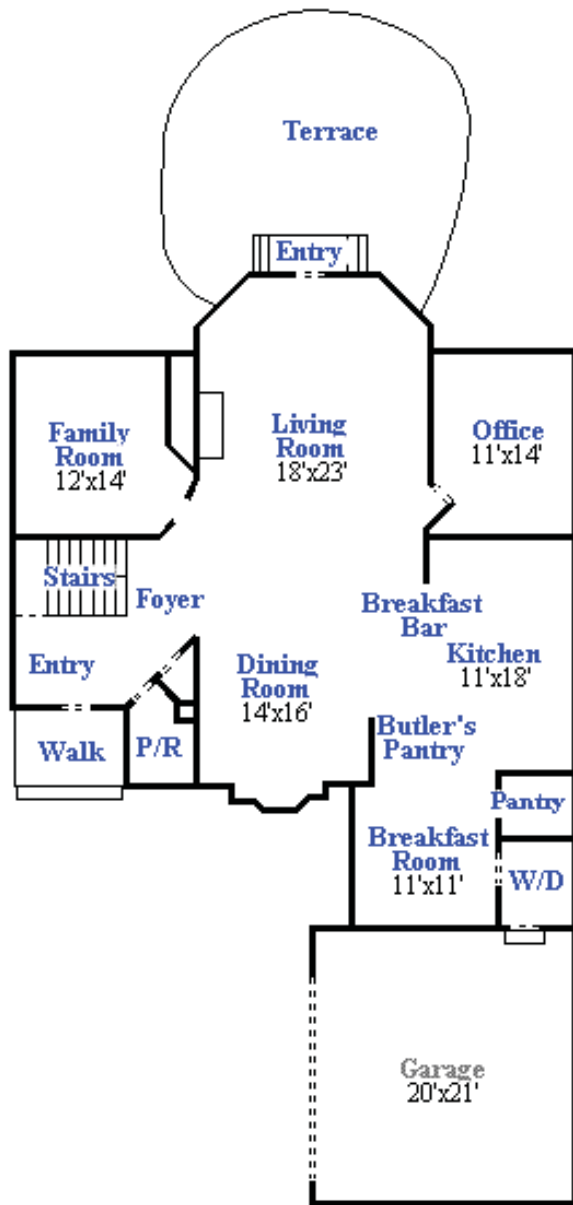 Terrace
Entry
Family
Room
12'x14'
Living
Room
18'x23'
Office
11'x14'
Stairs
Foyer
Breakfast
Bar
Entry
Dining
Room
14'x16'
Kitchen
11'x18'
Walk
P/R
Butler's
Pantry
Pantry
Breakfast
Room
11'x11'
W/D
Garage
20'x21'